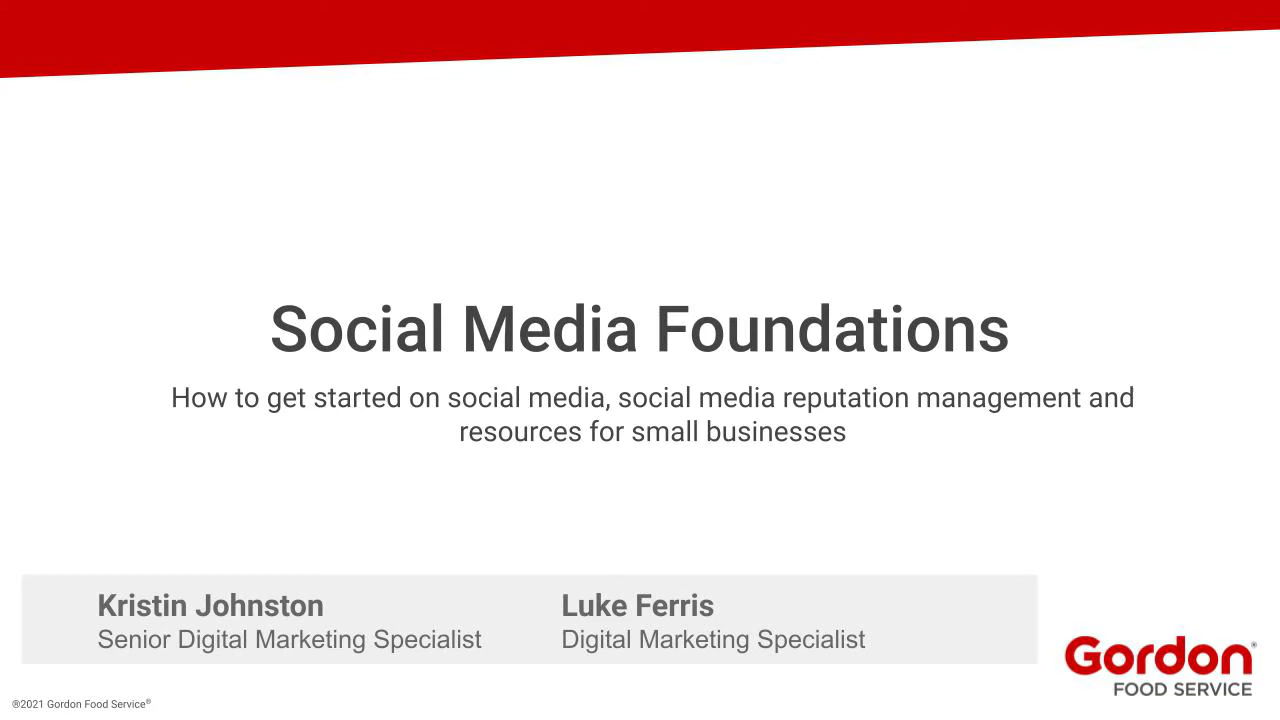 Social Media Foundations
How to get started on social media, social media reputation management and
resources for small businesses
Kristin Johnston
Senior Digital Marketing Specialist
Luke Ferris
Digital Marketing Specialist
Gordon®
FOOD SERVICE
®2021 Gordon Food Service®